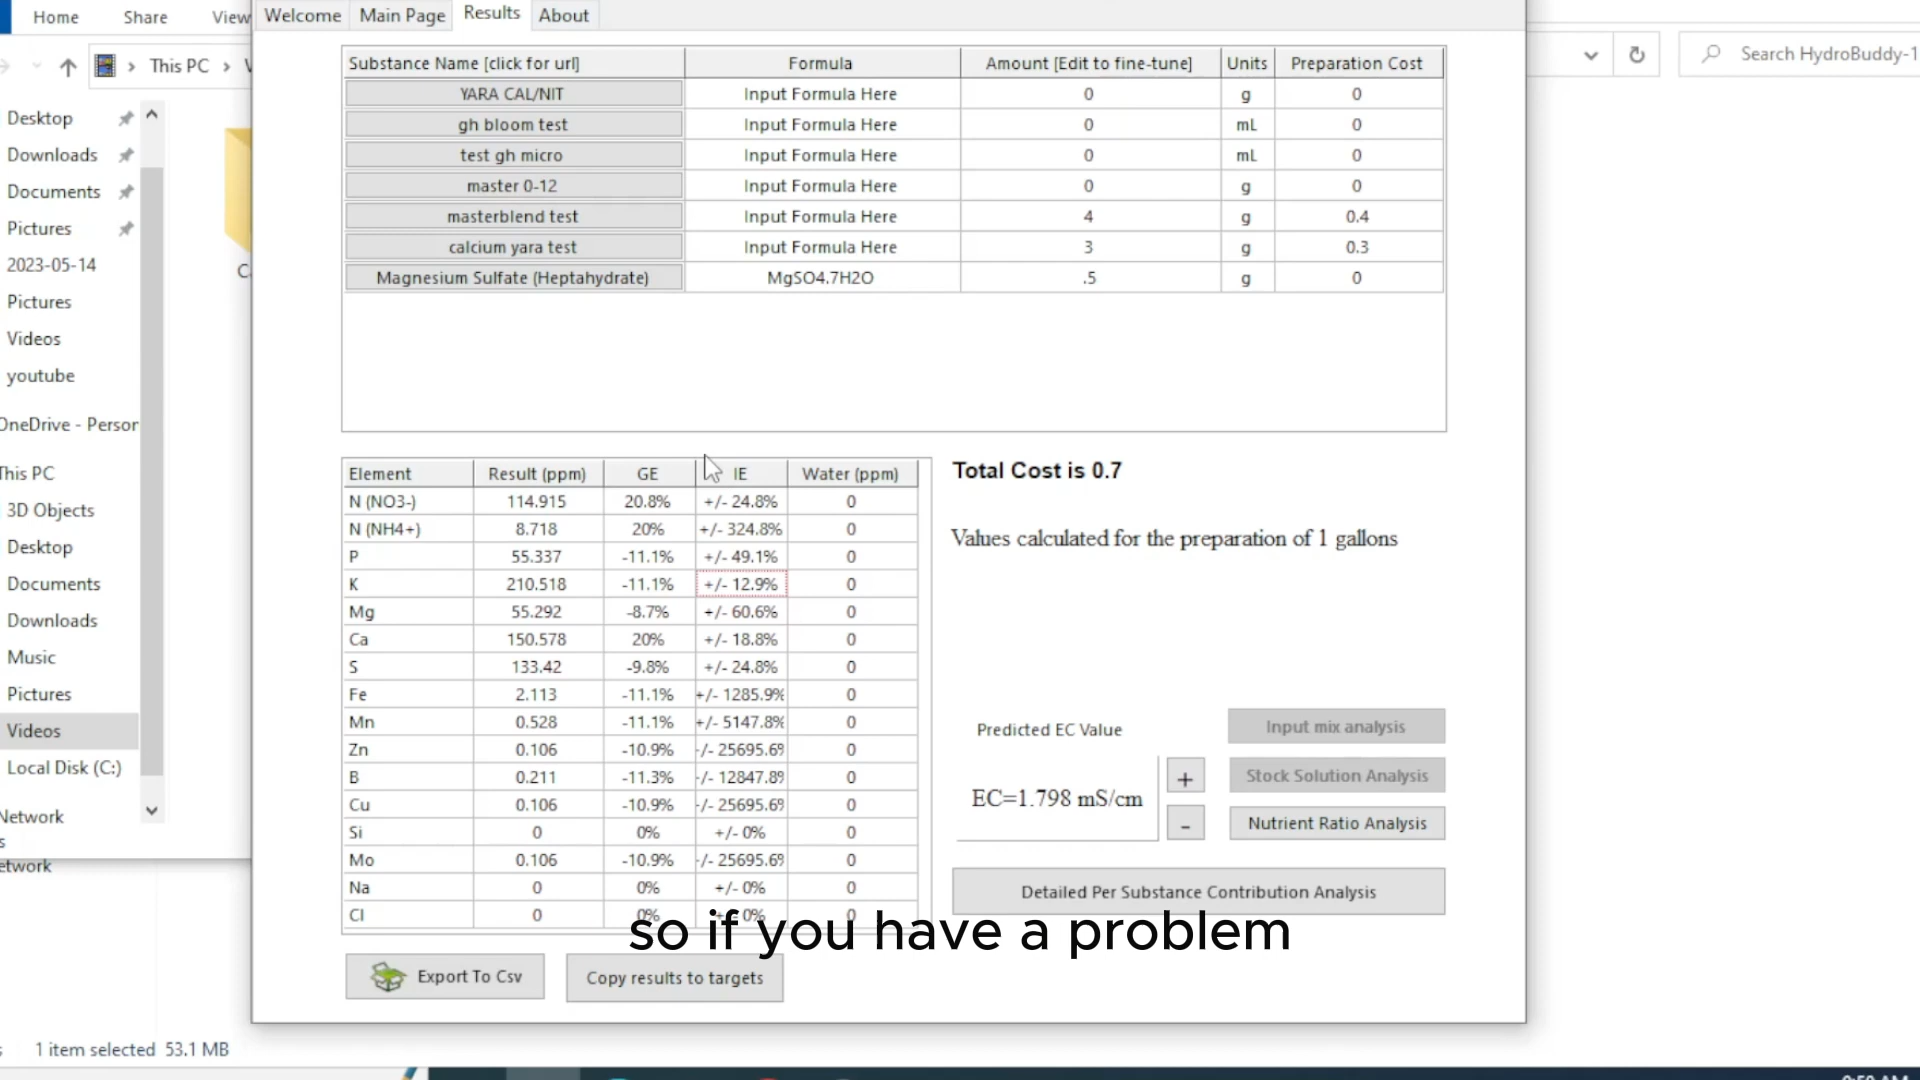 Home Share View
Welcome Main Page Results About
This PC
Search HydroBuddy-1
Desktop
Downloads
Documents
Pictures
2023-05-14
Pictures
Videos
youtube
OneDrive - Person
This PC
3D Objects
Desktop
Documents
Downloads
Music
Pictures
Videos
Local Disk (C:)
Network
etwork
1 item selected 53.1 MB
Substance Name [click for url] Formula Amount [Edit to fine-tune] Units Preparation Cost
YARA CAL/NIT Input Formula Here 0 g 0
gh bloom test Input Formula Here 0 mL 0
test gh micro Input Formula Here 0 mL 0
master 0-12 Input Formula Here 0 g 0
masterblend test Input Formula Here 4 g 0.4
calcium yara test Input Formula Here 3 g 0.3
Magnesium Sulfate (Heptahydrate) MgSO4.7H2O .5 g 0
Element Result (ppm) GE IE Water (ppm)
N (NO3-) 114.915 20.8% +/- 24.8% 0
N (NH4+) 8.718 20% +/- 324.8% 0
P 55.337 -11.1% +/- 49.1% 0
K 210.518 -11.1% +/- 12.9% 0
Mg 55.292 -8.7% +/- 60.6% 0
Ca 150.578 20% +/- 18.8% 0
S 133.42 -9.8% +/- 24.8% 0
Fe 2.113 -11.1% +/- 1285.9%
0
Mn 0.528 -11.1% +/- 5147.8% 0
Zn 0.106 -10.9% /- 25695.6% 0
B 0.211 -11.3% /- 12847.8% 0
Cu 0.106 -10.9% /- 25695.6% 0
Si 0 0% +/- 0% 0
Mo 0.106 -10.9% /- 25695.6% 0
Na 0 0% +/- 0% 0
Cl 0 0% +/- 0% 0
Total Cost is 0.7
Values calculated for the preparation of 1 gallons
Predicted EC Value
EC=1.798 mS/cm
+
-
Input mix analysis
Stock Solution Analysis
Nutrient Ratio Analysis
Detailed Per Substance Contribution Analysis
so if you have a problem
Export To Csv Copy results to targets